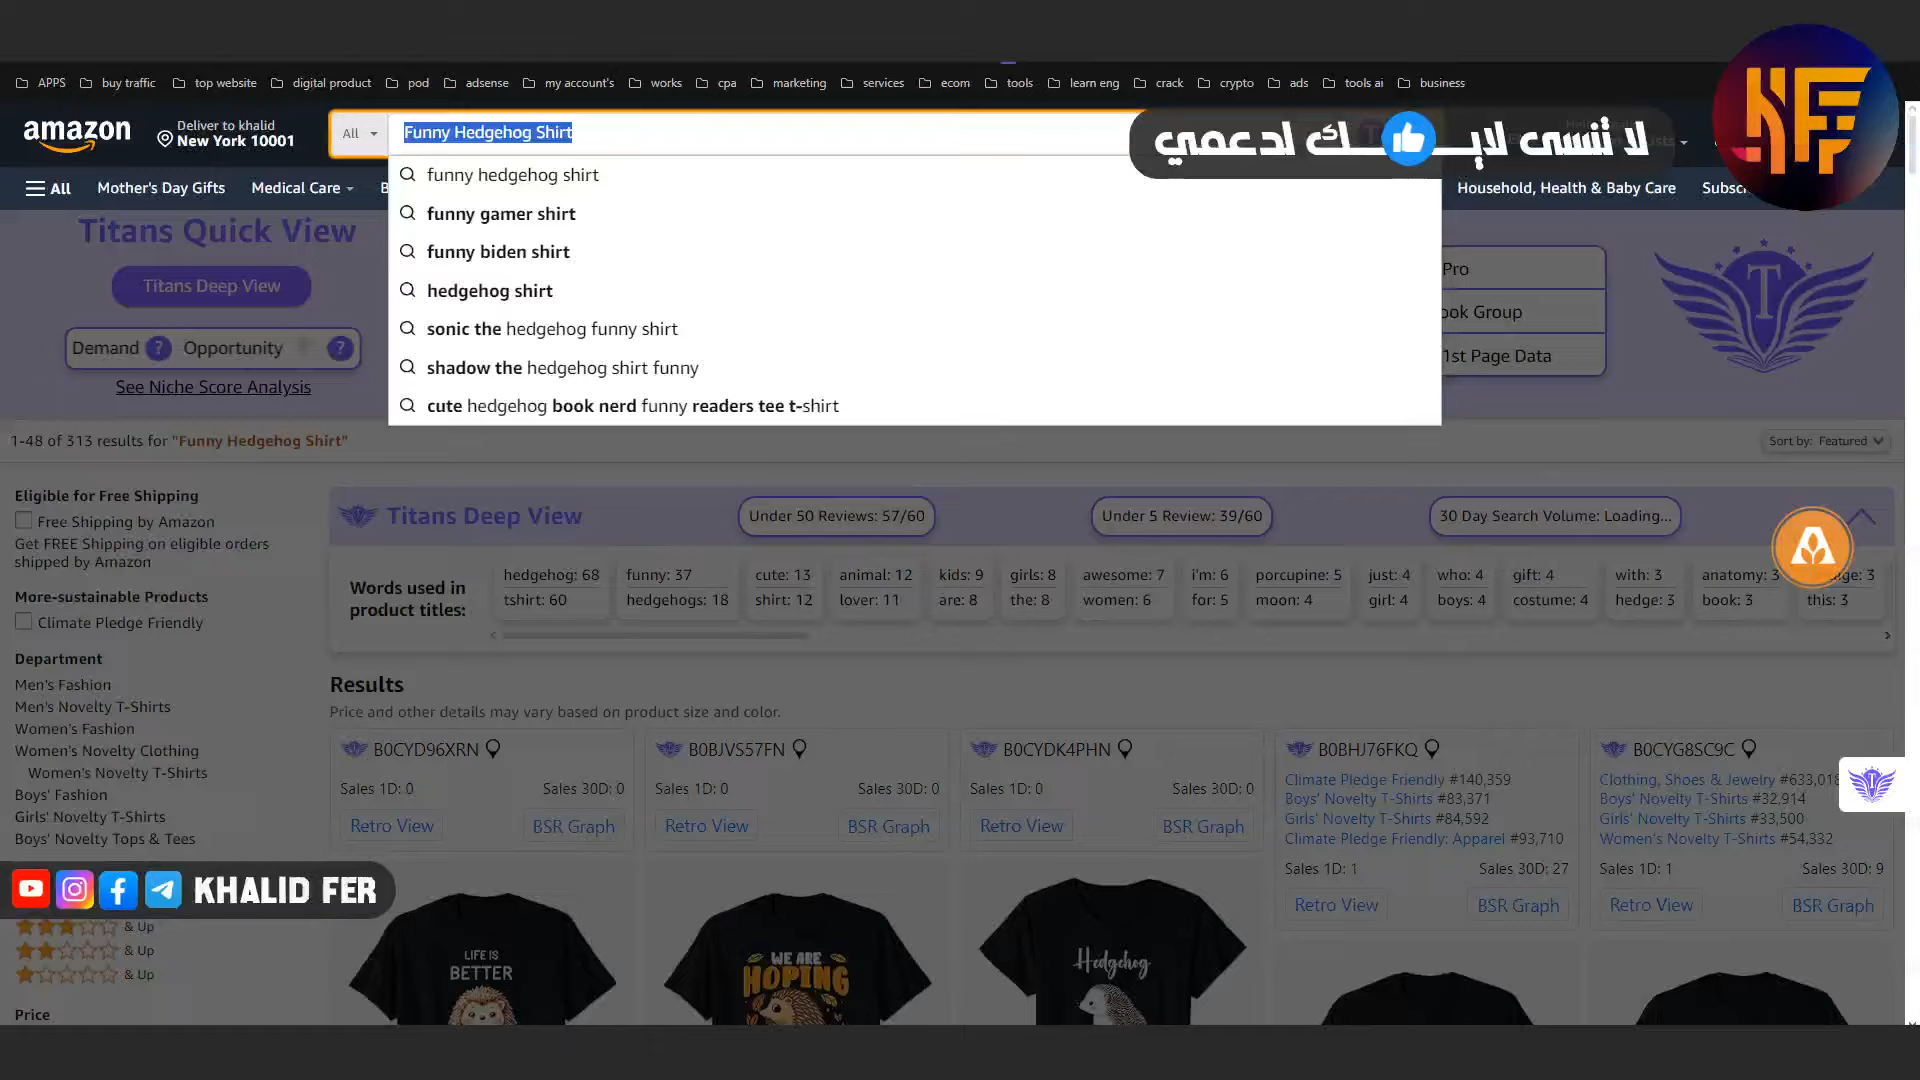 APPS buy traffic top website digital product pod adsense my account's works cpa marketing services ecom tools learn eng crack crypto ads tools ai business
amazon
Deliver to khalid
New York 10001
All
Funny Hedgehog Shirt
لا تنسى لايـــك ادعمي
KF
All Mother's Day Gifts Medical Care B
Household, Health & Baby Care Subsc
funny hedgehog shirt
funny gamer shirt
funny biden shirt
hedgehog shirt
sonic the hedgehog funny shirt
shadow the hedgehog shirt funny
cute hedgehog book nerd funny readers tee t-shirt
Titans Quick View
Titans Deep View
Demand ? Opportunity ?
See Niche Score Analysis
Pro
ook Group
1st Page Data
T
1-48 of 313 results for "Funny Hedgehog Shirt"
Sort by: Featured
Eligible for Free Shipping
Free Shipping by Amazon
Get FREE Shipping on eligible orders
shipped by Amazon
More-sustainable Products
Climate Pledge Friendly
Department
Men's Fashion
Men's Novelty T-Shirts
Women's Fashion
Women's Novelty Clothing
Women's Novelty T-Shirts
Boys' Fashion
Girls' Novelty T-Shirts
Boys' Novelty Tops & Tees
& Up
& Up
& Up
Price
Titans Deep View
Under 50 Reviews: 57/60
Under 5 Review: 39/60
30 Day Search Volume: Loading...
Words used in
product titles:
hedgehog: 68 funny: 37 cute: 13 animal: 12 kids: 9 girls: 8 awesome: 7 i'm: 6 porcupine: 5 just: 4 who: 4 gift: 4 with: 3 anatomy: 3 ge: 3
tshirt: 60 hedgehogs: 18 shirt: 12 lover: 11 are: 8 the: 8 women: 6 for: 5 moon: 4 girl: 4 boys: 4 costume: 4 hedge: 3 book: 3 this: 3
Results
Price and other details may vary based on product size and color.
B0CYD96XRN
Sales 1D: 0 Sales 30D: 0
Retro View BSR Graph
LIFE IS
BETTER
B0BJVS57FN
Sales 1D: 0 Sales 30D: 0
Retro View BSR Graph
WE ARE
HOPING
B0CYDK4PHN
Sales 1D: 0 Sales 30D: 0
Retro View BSR Graph
Hedgehog
B0BHJ76FKQ
Climate Pledge Friendly #140,359
Boys' Novelty T-Shirts #83,371
Girls' Novelty T-Shirts #84,592
Climate Pledge Friendly: Apparel #93,710
Sales 1D: 1 Sales 30D: 27
Retro View BSR Graph
B0CYG8SC9C
Clothing, Shoes & Jewelry #633,018
Boys' Novelty T-Shirts #32,914
Girls' Novelty T-Shirts #33,500
Women's Novelty T-Shirts #54,332
Sales 1D: 1 Sales 30D: 9
Retro View BSR Graph
KHALID FER